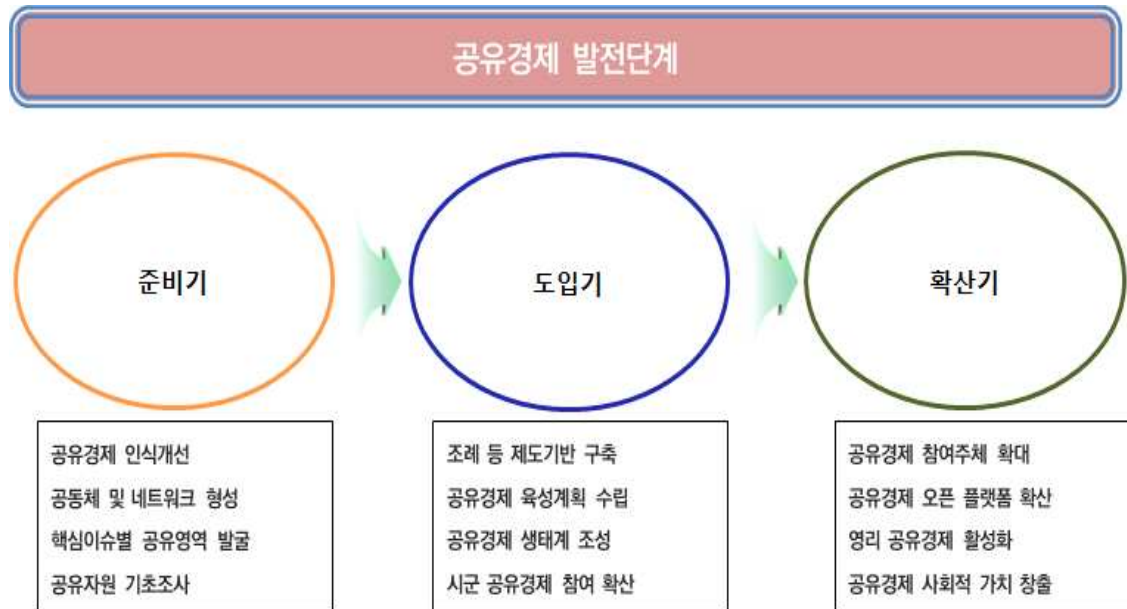 공유경제 발전단계
준비기
도입기
확산기
공유경제 인식개선
공동체 및 네트워크 형성
핵심이슈별 공유영역 발굴
공유자원 기초조사
조례 등 제도기반 구축
공유경제 육성계획 수립
공유경제 생태계 조성
시군 공유경제 참여 확산
공유경제 참여주체 확대
공유경제 오픈 플랫폼 확산
영리 공유경제 활성화
공유경제 사회적 가치 창출